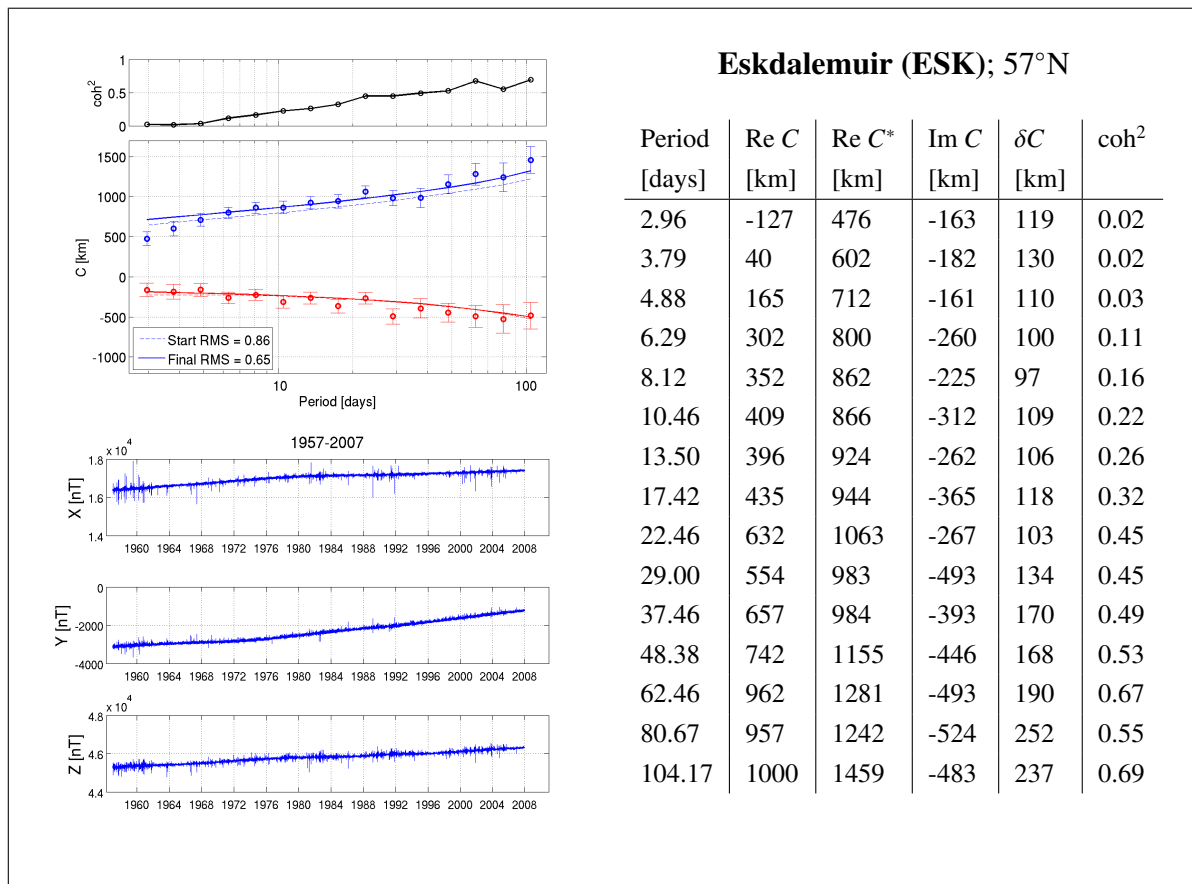 1
0.5
0
coh²
1500
1000
500
0
-500
-1000
C [km]
Start RMS = 0.86
Final RMS = 0.65
10
100
Period [days]
1957-2007
x 10⁴
1.8
1.6
1.4
X [nT]
1960 1964 1968 1972 1976 1980 1984 1988 1992 1996 2000 2004 2008
0
-2000
-4000
Y [nT]
1960 1964 1968 1972 1976 1980 1984 1988 1992 1996 2000 2004 2008
x 10⁴
4.8
4.6
4.4
Z [nT]
1960 1964 1968 1972 1976 1980 1984 1988 1992 1996 2000 2004 2008
Eskdalemuir (ESK); 57°N
Period Re C Re C* Im C δC coh²
[days] [km] [km] [km] [km]
2.96 -127 476 -163 119 0.02
3.79 40 602 -182 130 0.02
4.88 165 712 -161 110 0.03
6.29 302 800 -260 100 0.11
8.12 352 862 -225 97 0.16
10.46 409 866 -312 109 0.22
13.50 396 924 -262 106 0.26
17.42 435 944 -365 118 0.32
22.46 632 1063 -267 103 0.45
29.00 554 983 -493 134 0.45
37.46 657 984 -393 170 0.49
48.38 742 1155 -446 168 0.53
62.46 962 1281 -493 190 0.67
80.67 957 1242 -524 252 0.55
104.17 1000 1459 -483 237 0.69